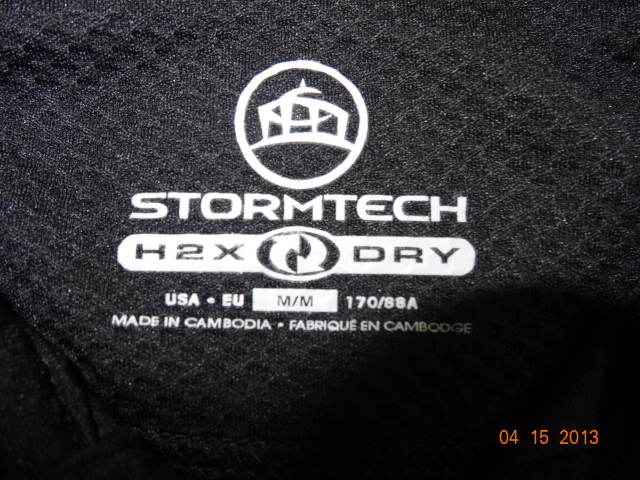 STORMTECH
H2X DRY
USA • EU M/M 170/88A
MADE IN CAMBODIA • FABRIQUÉ EN CAMBODGE
04 15 2013